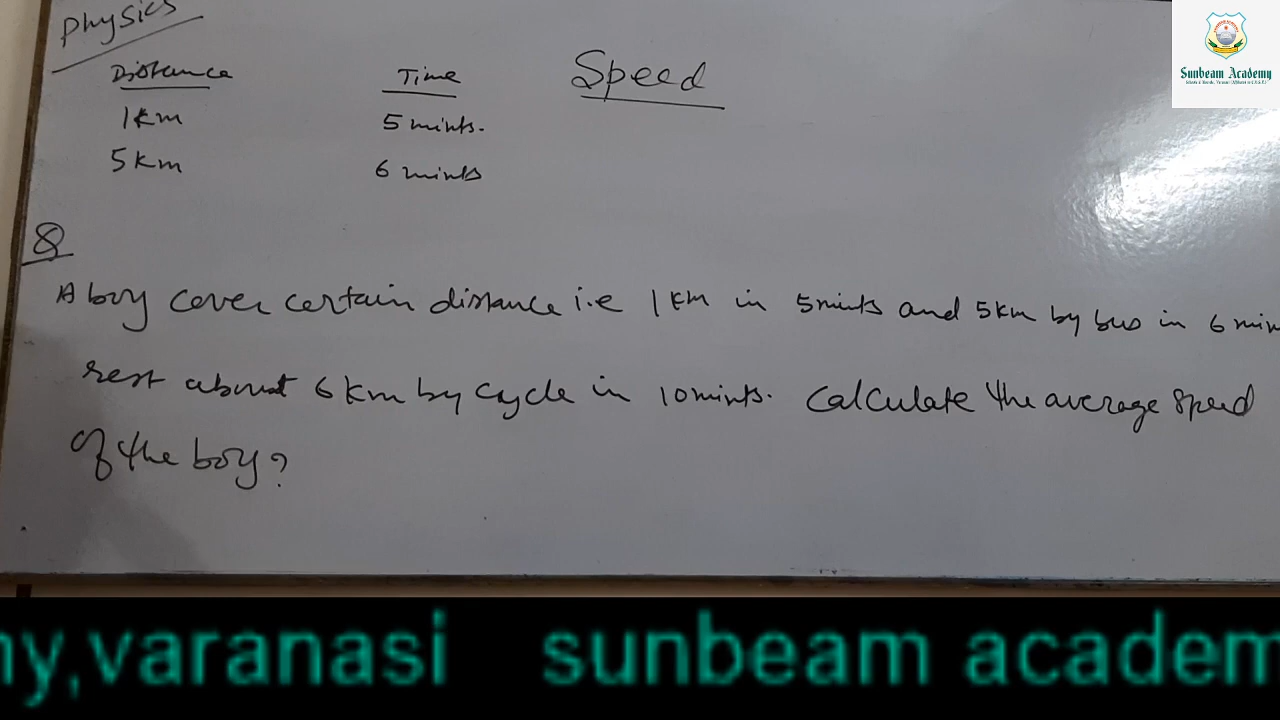 Physics
Distance Time Speed
1km 5 mints.
5km 6 mints
Q
A boy cover certain distance i.e 1km in 5mints and 5km by bus in 6 min
rest about 6km by cycle in 10mints. Calculate the average speed
of the boy?
Sunbeam Academy
ny,varanasi sunbeam academ